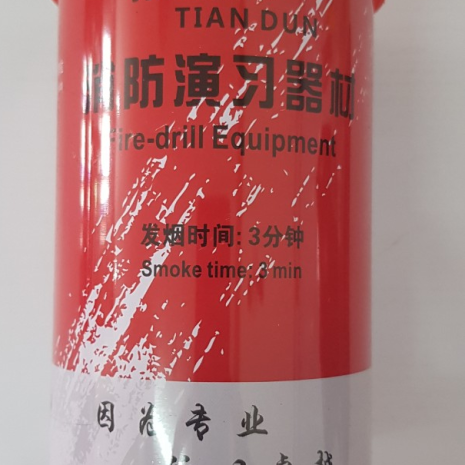 TIAN DUN
消防演习器材
Fire-drill Equipment
发烟时间: 3分钟
Smoke time: 3 min
因为专业